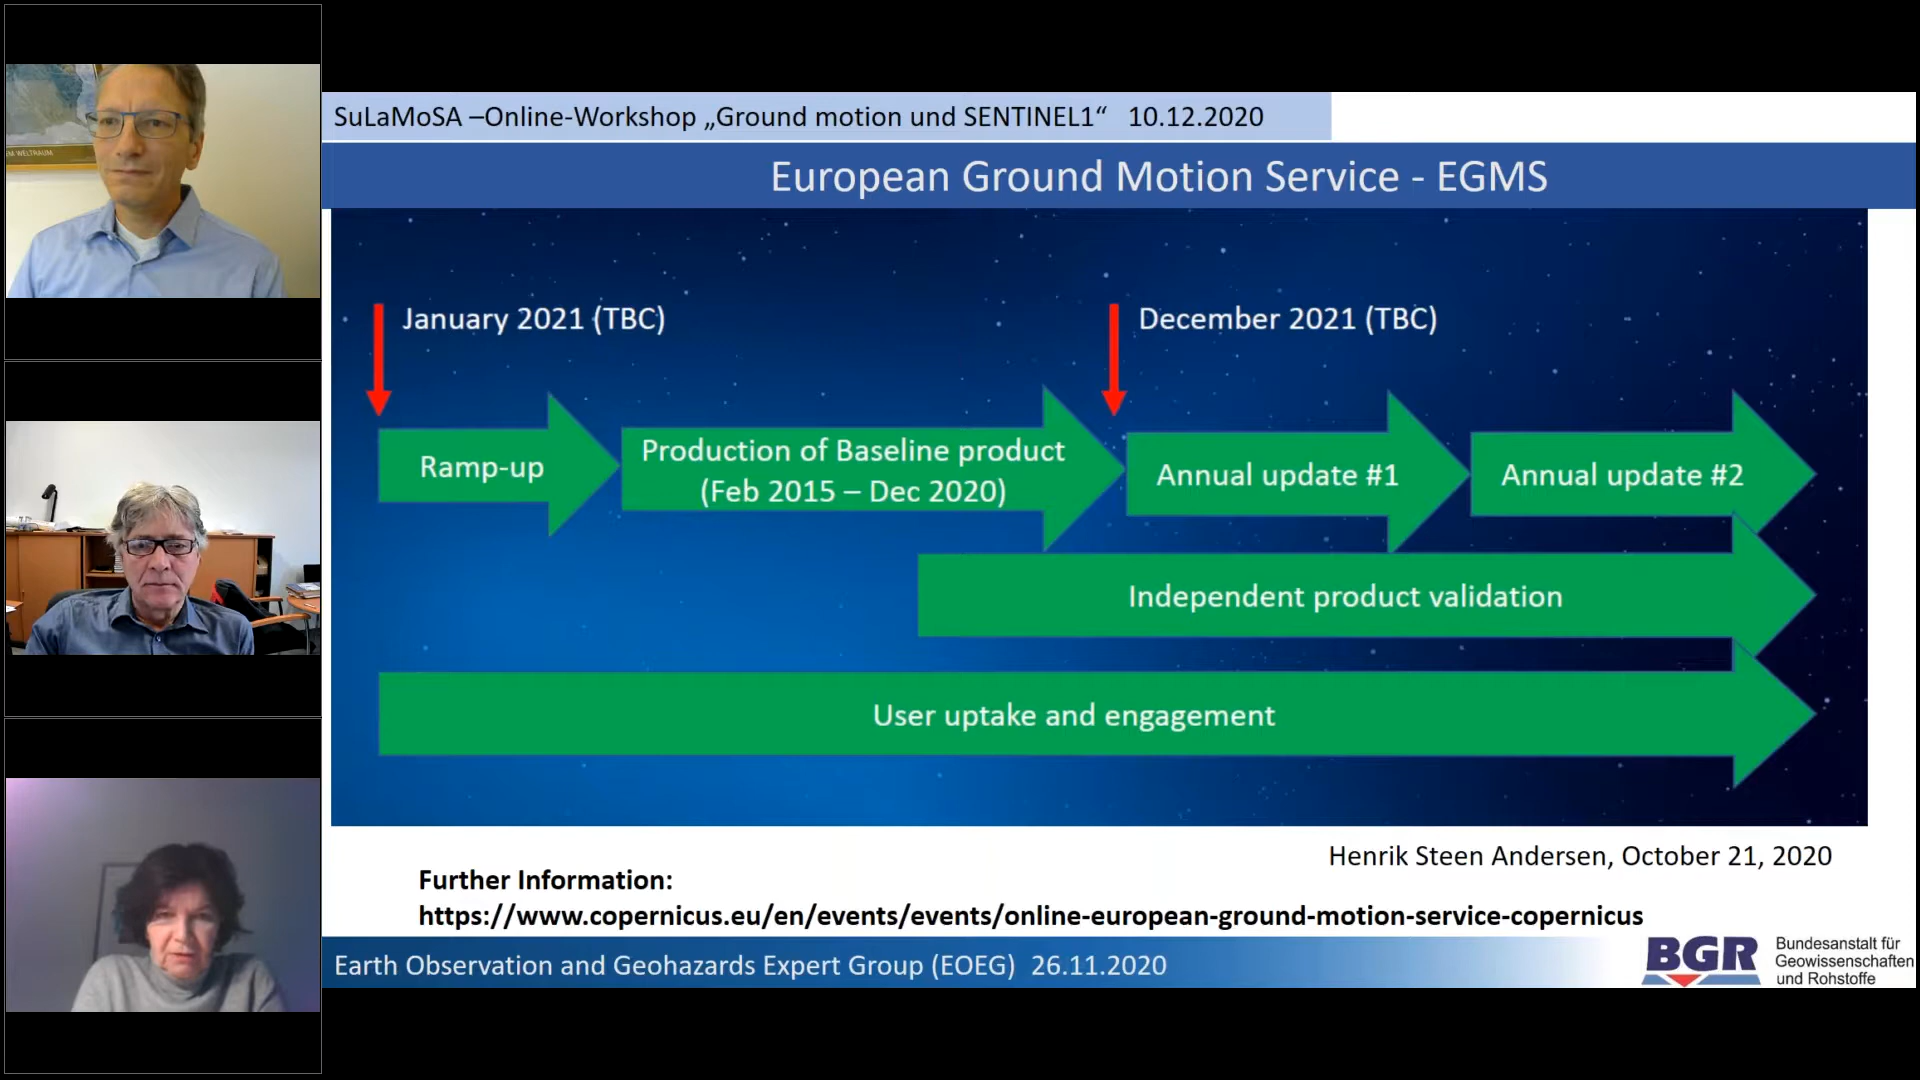 EM WELTRAUM
SuLaMoSA –Online-Workshop „Ground motion und SENTINEL1“ 10.12.2020
European Ground Motion Service - EGMS
January 2021 (TBC)
December 2021 (TBC)
Ramp-up
Production of Baseline product
(Feb 2015 – Dec 2020)
Annual update #1
Annual update #2
Independent product validation
User uptake and engagement
Henrik Steen Andersen, October 21, 2020
Further Information:
https://www.copernicus.eu/en/events/events/online-european-ground-motion-service-copernicus
Earth Observation and Geohazards Expert Group (EOEG) 26.11.2020
BGR
Bundesanstalt für
Geowissenschaften
und Rohstoffe